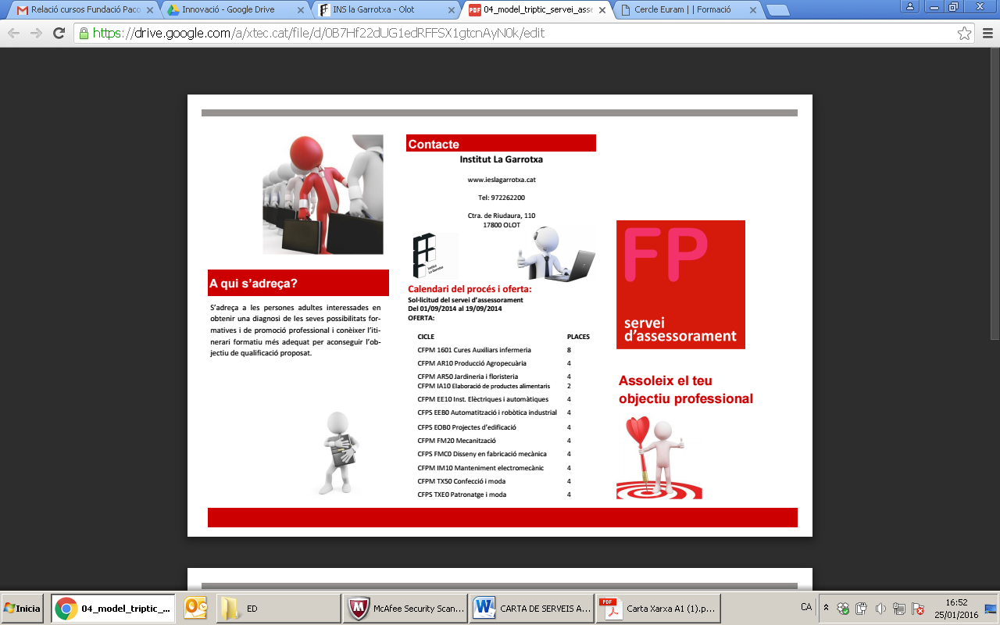 Relació cursos Fundació Paco
Innovació - Google Drive
INS la Garrotxa - Olot
04_model_triptic_servei_asse
Cercle Euram | | Formació
https://drive.google.com/a/xtec.cat/file/d/0B7Hf22dUG1edRFFSX1gtcnAyN0k/edit
A qui s’adreça?
S’adreça a les persones adultes interessades en
obtenir una diagnosi de les seves possibilitats for-
matives i de promoció professional i conèixer l’iti-
nerari formatiu més adequat per aconseguir l’ob-
jectiu de qualificació proposat.
Contacte
Institut La Garrotxa
www.ieslagarrotxa.cat
Tel: 972262200
Ctra. de Riudaura, 110
17800 OLOT
Institut
La Garrotxa
Calendari del procés i oferta:
Sol·licitud del servei d’assessorament
Del 01/09/2014 al 19/09/2014
OFERTA:
CICLE PLACES
CFPM 1601 Cures Auxiliars infermeria 8
CFPM AR10 Producció Agropecuària 4
CFPM AR50 Jardineria i floristeria 4
CFPM IA10 Elaboració de productes alimentaris 2
CFPM EE10 Inst. Elèctriques i automàtiques 4
CFPS EEB0 Automatització i robòtica industrial 4
CFPS EOB0 Projectes d’edificació 4
CFPM FM20 Mecanització 4
CFPS FMC0 Disseny en fabricació mecànica 4
CFPM IM10 Manteniment electromecànic 4
CFPM TX50 Confecció i moda 4
CFPS TXE0 Patronatge i moda 4
FP
servei
d’assessorament
Assoleix el teu
objectiu professional
Inicia
04_model_triptic_...
ED
McAfee Security Scan...
CARTA DE SERVEIS A...
Carta Xarxa A1 (1).p...
CA
16:52
25/01/2016